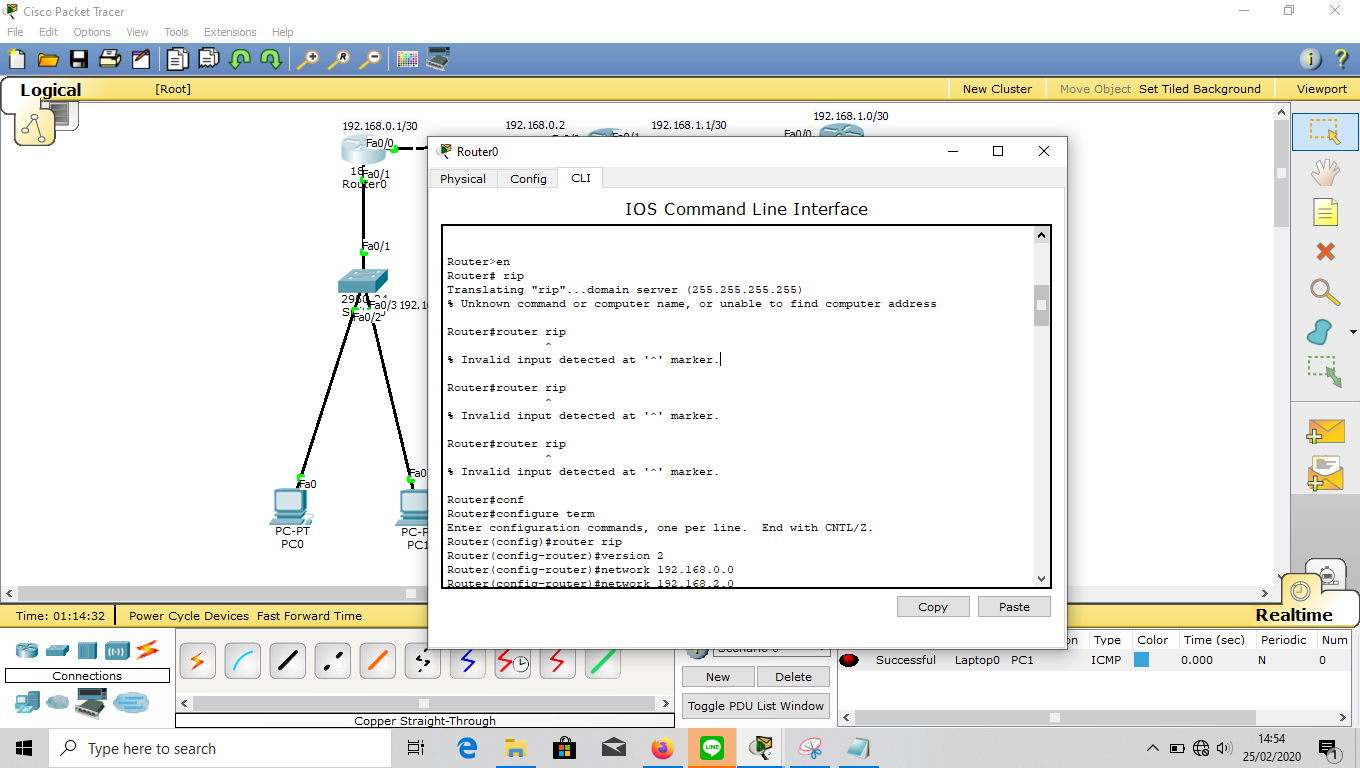 Cisco Packet Tracer
File Edit Options View Tools Extensions Help
Logical
[Root]
New Cluster
Move Object
Set Tiled Background
Viewport
192.168.0.1/30
192.168.0.2
192.168.1.1/30
192.168.1.0/30
Fa0/0
Fa0/1
Fa0/0
18
Fa0/1
Router0
Fa0/1
Fa0/3
Fa0/2
Fa0
Fa0
PC-PT
PC0
PC1
Router0
Physical Config CLI
IOS Command Line Interface
Router>en
Router# rip
Translating "rip"...domain server (255.255.255.255)
% Unknown command or computer name, or unable to find computer address
Router#router rip
^
% Invalid input detected at '^' marker.
Router#router rip
^
% Invalid input detected at '^' marker.
Router#router rip
^
% Invalid input detected at '^' marker.
Router#conf
Router#configure term
Enter configuration commands, one per line. End with CNTL/Z.
Router(config)#router rip
Router(config-router)#version 2
Router(config-router)#network 192.168.0.0
Router(config-router)#network 192.168.2.0
Copy Paste
Time: 01:14:32
Power Cycle Devices Fast Forward Time
Realtime
Connections
Copper Straight-Through
Scenario 0
New Delete
Toggle PDU List Window
Type Color Time (sec) Periodic Num
Successful Laptop0 PC1 ICMP 0.000 N 0
Type here to search
LINE
14:54
25/02/2020
1